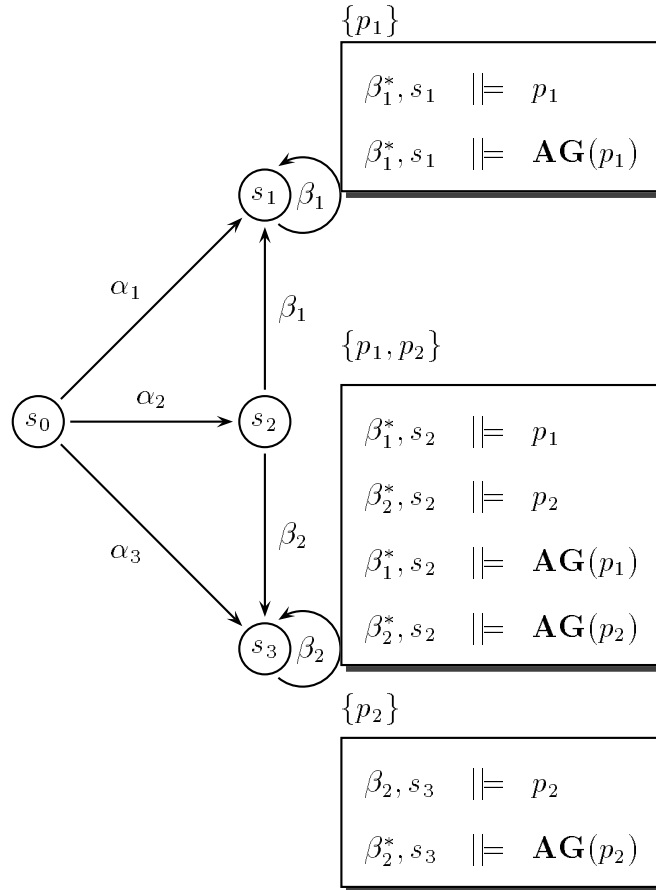 {p₁}
β₁*, s₁ ||= p₁
β₁*, s₁ ||= AG(p₁)
s₁
β₁
α₁
β₁
{p₁, p₂}
α₂
s₀
s₂
β₁*, s₂ ||= p₁
β₂*, s₂ ||= p₂
β₁*, s₂ ||= AG(p₁)
β₂*, s₂ ||= AG(p₂)
β₂
α₃
s₃
β₂
{p₂}
β₂, s₃ ||= p₂
β₂*, s₃ ||= AG(p₂)